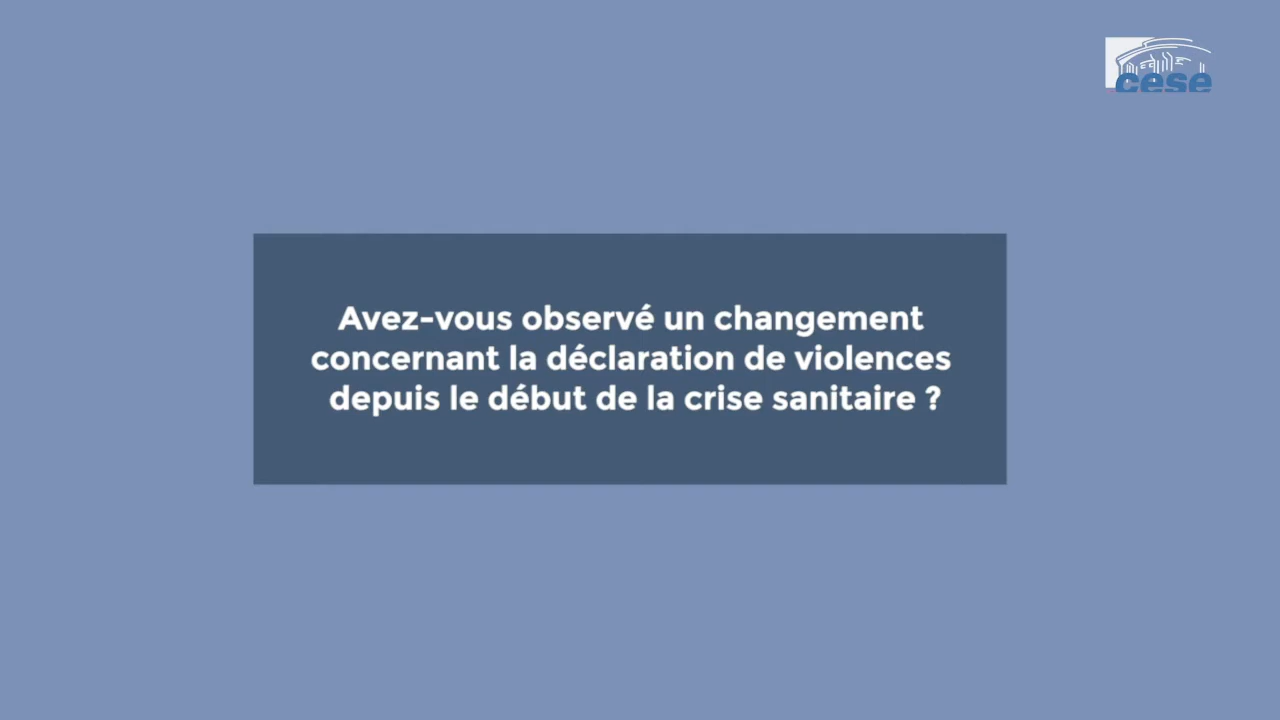 cese
Avez-vous observé un changement
concernant la déclaration de violences
depuis le début de la crise sanitaire ?